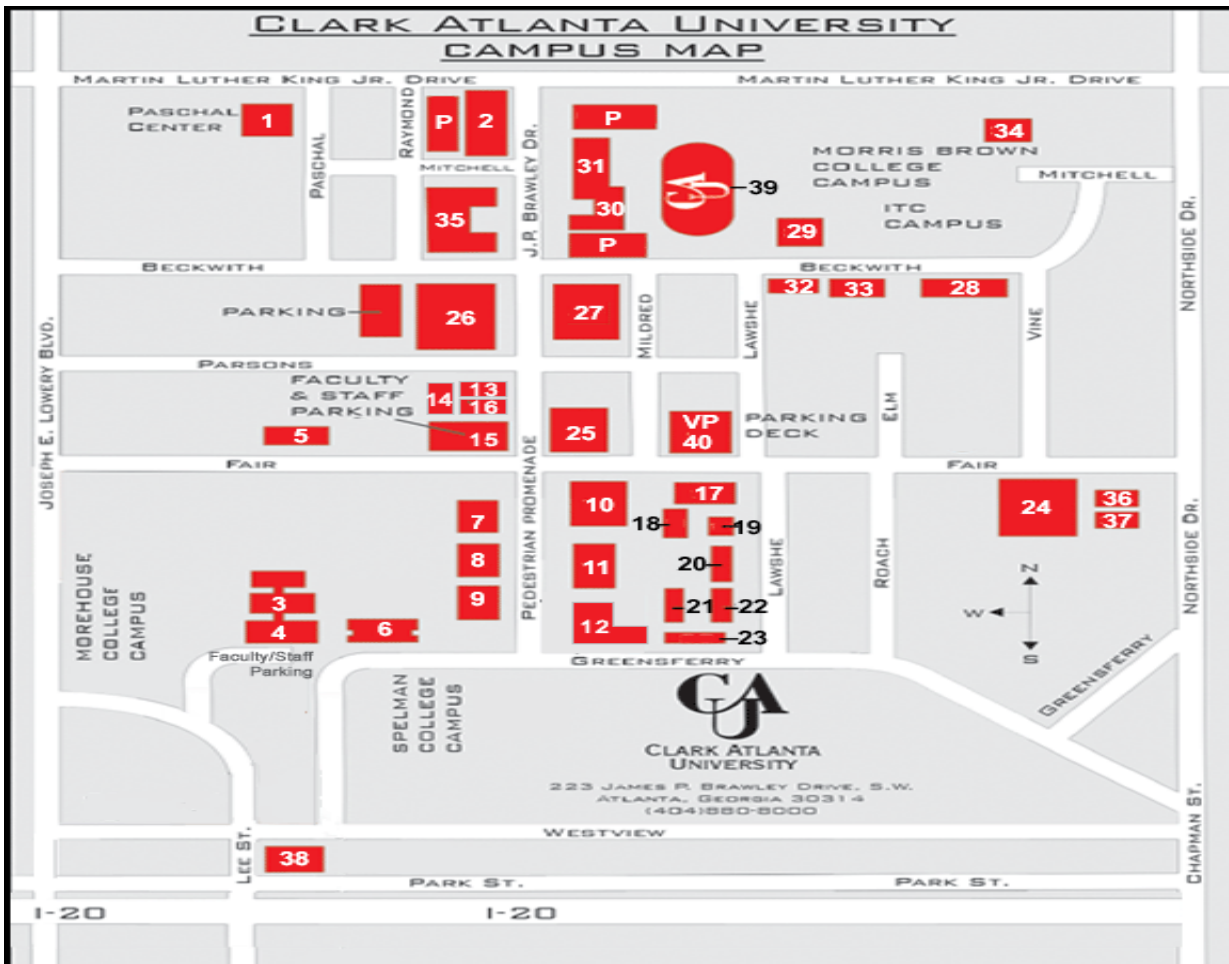 CLARK ATLANTA UNIVERSITY
CAMPUS MAP
MARTIN LUTHER KING JR. DRIVE
MARTIN LUTHER KING JR. DRIVE
PASCHAL
CENTER
1
PASCHAL
RAYMOND
P
2
MITCHELL
J.P. BRAWLEY DR.
P
31
30
P
CAU
39
34
MORRIS BROWN
COLLEGE
CAMPUS
MITCHELL
ITC
CAMPUS
29
35
NORTHSIDE DR.
BECKWITH
BECKWITH
PARKING
26
27
MILDRED
LAWSHE
32
33
28
VINE
JOSEPH E. LOWERY BLVD.
PARSONS
FACULTY
& STAFF
PARKING
13
14
16
15
5
25
VP
40
PARKING
DECK
ELM
FAIR
FAIR
PEDESTRIAN PROMENADE
7
8
9
10
11
12
17
18
19
20
21
22
23
LAWSHE
ROACH
24
36
37
N
W
S
NORTHSIDE DR.
MOREHOUSE
COLLEGE
CAMPUS
3
4
6
Faculty/Staff
Parking
GREENSFERRY
GREENSFERRY
SPELMAN
COLLEGE
CAMPUS
CAU
CLARK ATLANTA
UNIVERSITY
223 JAMES P. BRAWLEY DRIVE, S.W.
ATLANTA, GEORGIA 30314
(404)880-8000
WESTVIEW
LEE ST.
38
PARK ST.
PARK ST.
CHAPMAN ST.
I-20
I-20